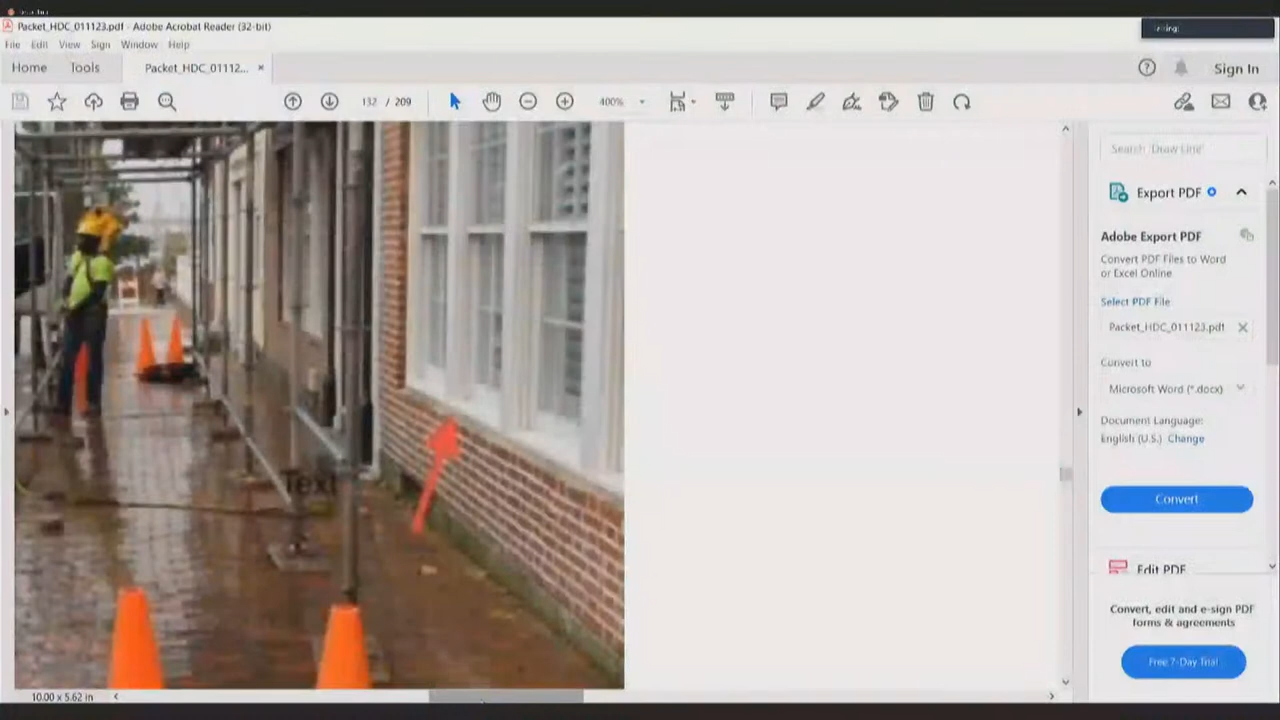 Packet_HDC_011123.pdf - Adobe Acrobat Reader (32-bit)
File Edit View Sign Window Help
Home Tools Packet_HDC_01112... × Sign In
132 / 209 400%
Search 'Draw Line'
Export PDF
Adobe Export PDF
Convert PDF Files to Word
or Excel Online
Select PDF File
Packet_HDC_011123.pdf
Convert to
Microsoft Word (*.docx)
Document Language:
English (U.S.) Change
Text
Convert
Edit PDF
Convert, edit and e-sign PDF
forms & agreements
Free 7-Day Trial
10.00 x 5.62 in